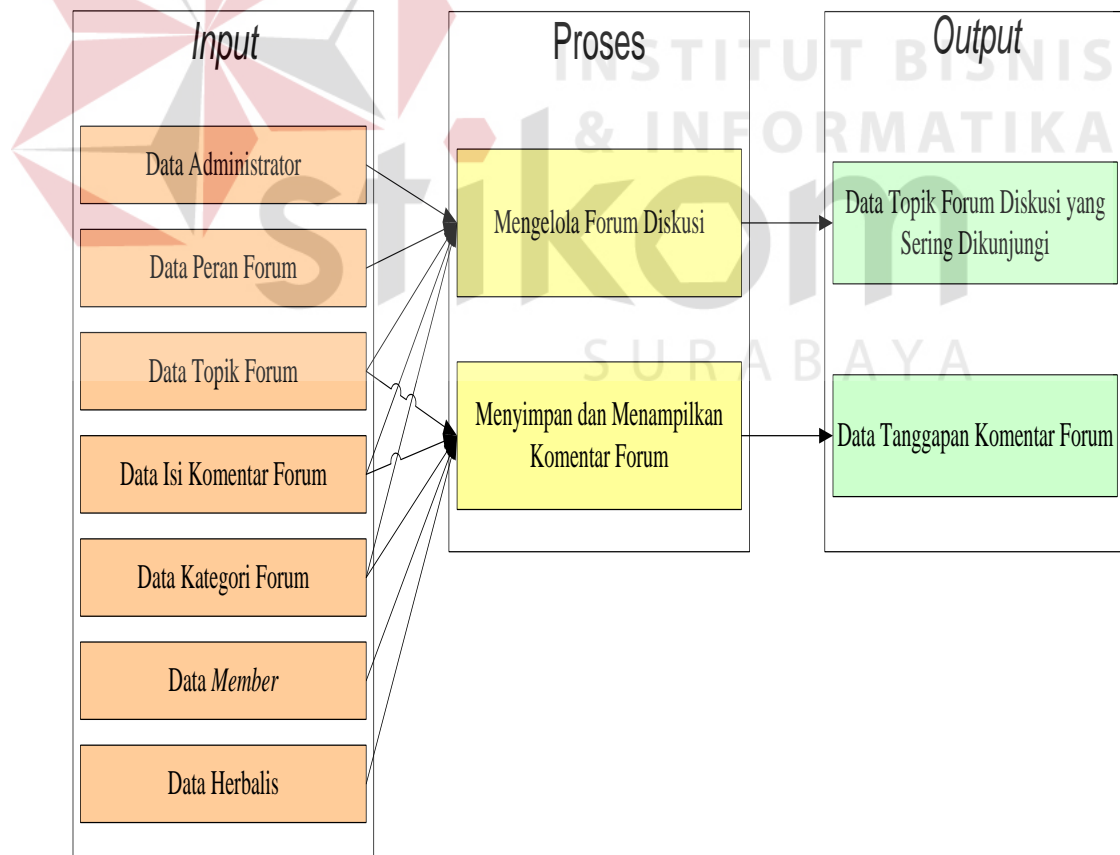 Input
Data Administrator
Data Peran Forum
Data Topik Forum
Data Isi Komentar Forum
Data Kategori Forum
Data Member
Data Herbalis
Proses
Mengelola Forum Diskusi
Menyimpan dan Menampilkan
Komentar Forum
Output
Data Topik Forum Diskusi yang
Sering Dikunjungi
Data Tanggapan Komentar Forum
INSTITUT BISNIS
& INFORMATIKA
stikom
SURABAYA